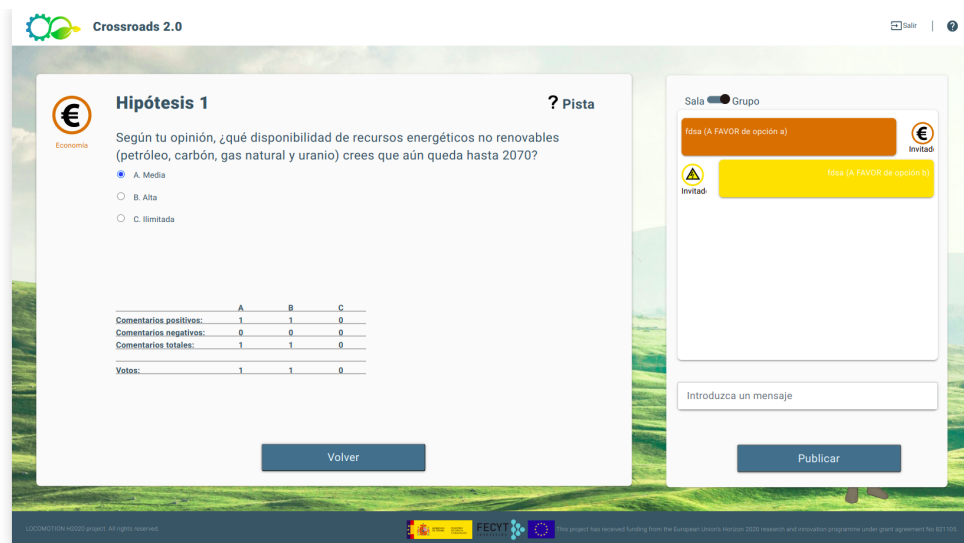 Crossroads 2.0
Salir
?
Hipótesis 1
? Pista
Economía
Según tu opinión, ¿qué disponibilidad de recursos energéticos no renovables
(petróleo, carbón, gas natural y uranio) crees que aún queda hasta 2070?
A. Media
B. Alta
C. Ilimitada
A B C
Comentarios positivos: 1 1 0
Comentarios negativos: 0 0 0
Comentarios totales: 1 1 0
Votos: 1 1 0
Volver
Sala Grupo
fdsa (A FAVOR de opción a)
Invitad
fdsa (A FAVOR de opción b)
Invitad
Introduzca un mensaje
Publicar
LOCOMOTION H2020 project. All rights reserved.
FECYT
This project has received funding from the European Union's Horizon 2020 research and innovation programme under grant agreement No 821105